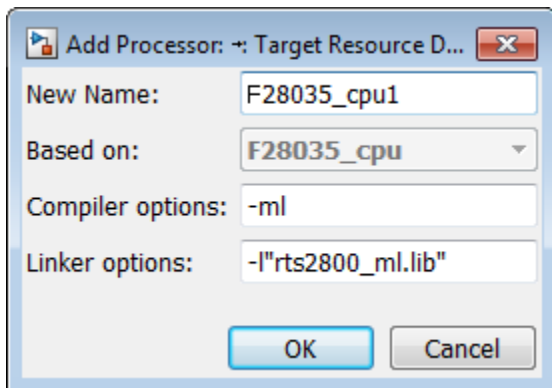 Add Processor: -: Target Resource D...
New Name: F28035_cpu1
Based on: F28035_cpu
Compiler options: -ml
Linker options: -l"rts2800_ml.lib"
OK Cancel